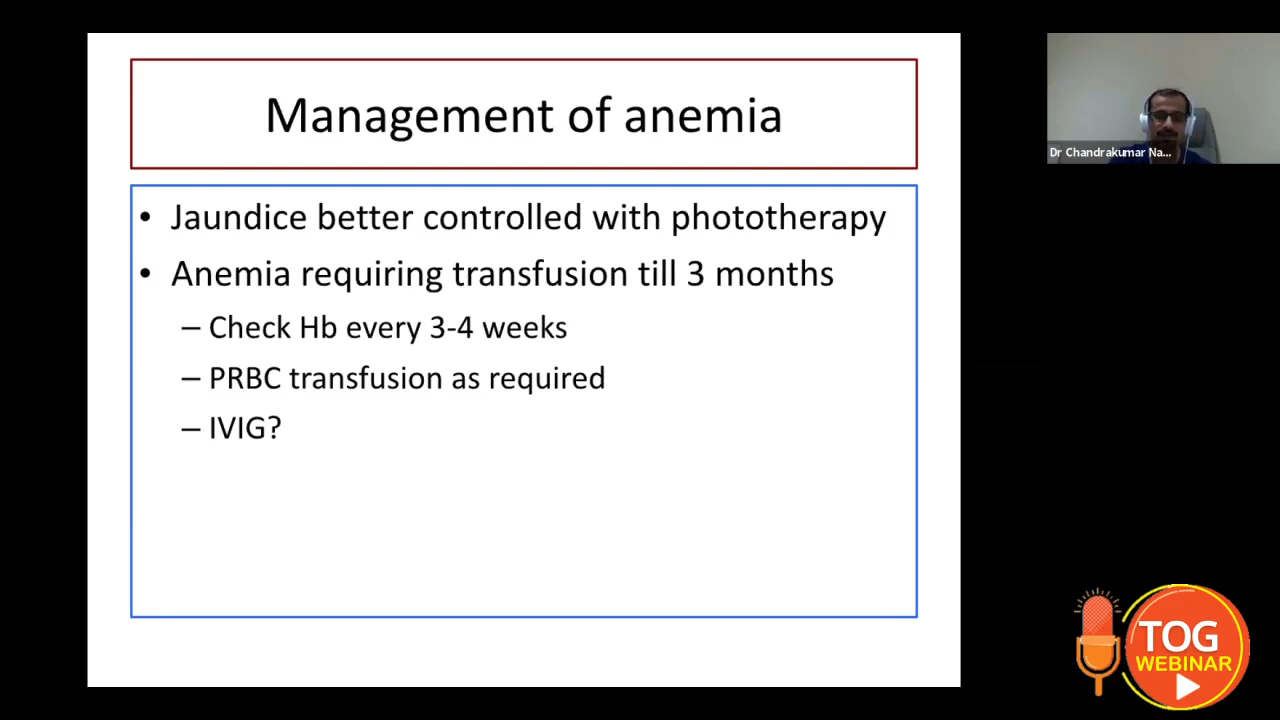 Management of anemia
• Jaundice better controlled with phototherapy
• Anemia requiring transfusion till 3 months
– Check Hb every 3-4 weeks
– PRBC transfusion as required
– IVIG?
Dr Chandrakumar Na...
TOG
WEBINAR